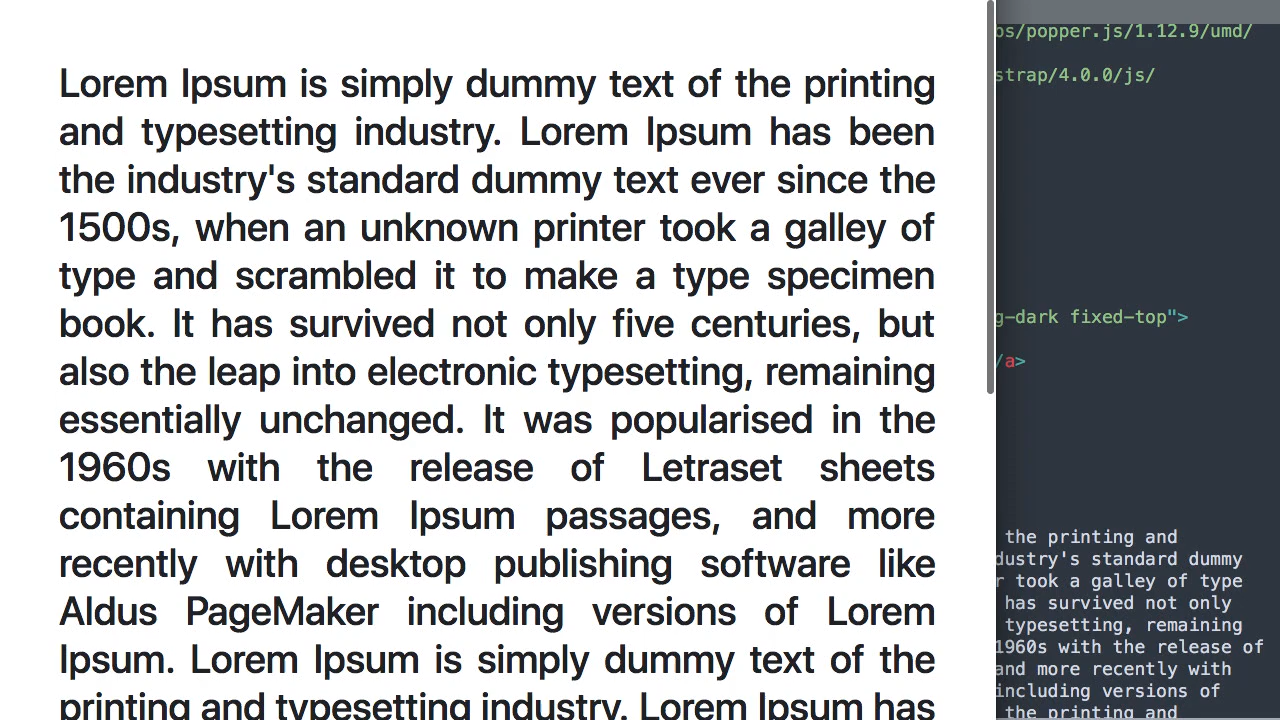 Lorem Ipsum is simply dummy text of the printing
and typesetting industry. Lorem Ipsum has been
the industry's standard dummy text ever since the
1500s, when an unknown printer took a galley of
type and scrambled it to make a type specimen
book. It has survived not only five centuries, but
also the leap into electronic typesetting, remaining
essentially unchanged. It was popularised in the
1960s with the release of Letraset sheets
containing Lorem Ipsum passages, and more
recently with desktop publishing software like
Aldus PageMaker including versions of Lorem
Ipsum. Lorem Ipsum is simply dummy text of the
printing and typesetting industry. Lorem Ipsum has
bs/popper.js/1.12.9/umd/
strap/4.0.0/js/
g-dark fixed-top">
/a>
the printing and
dustry's standard dummy
r took a galley of type
has survived not only
typesetting, remaining
1960s with the release of
and more recently with
including versions of
the printing and